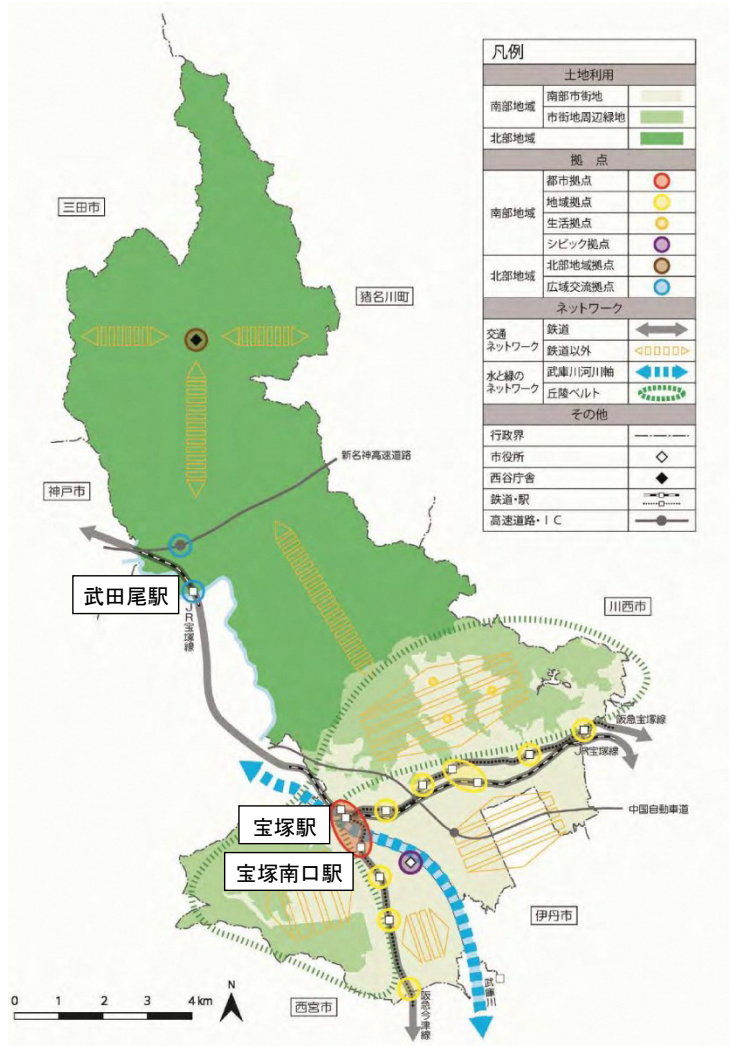 凡例
土地利用
南部地域
南部市街地
市街地周辺緑地
北部地域
拠 点
南部地域
都市拠点
地域拠点
生活拠点
シビック拠点
北部地域
北部地域拠点
広域交流拠点
ネットワーク
交通
ネットワーク
鉄道
鉄道以外
水と緑の
ネットワーク
武庫川河川軸
丘陵ベルト
その他
行政界
市役所
西谷庁舎
鉄道・駅
高速道路・IC
三田市
猪名川町
新名神高速道路
神戸市
武田尾駅
JR宝塚線
川西市
阪急宝塚線
JR宝塚線
中国自動車道
宝塚駅
宝塚南口駅
伊丹市
武庫川
西宮市
阪急今津線
0 1 2 3 4km
N